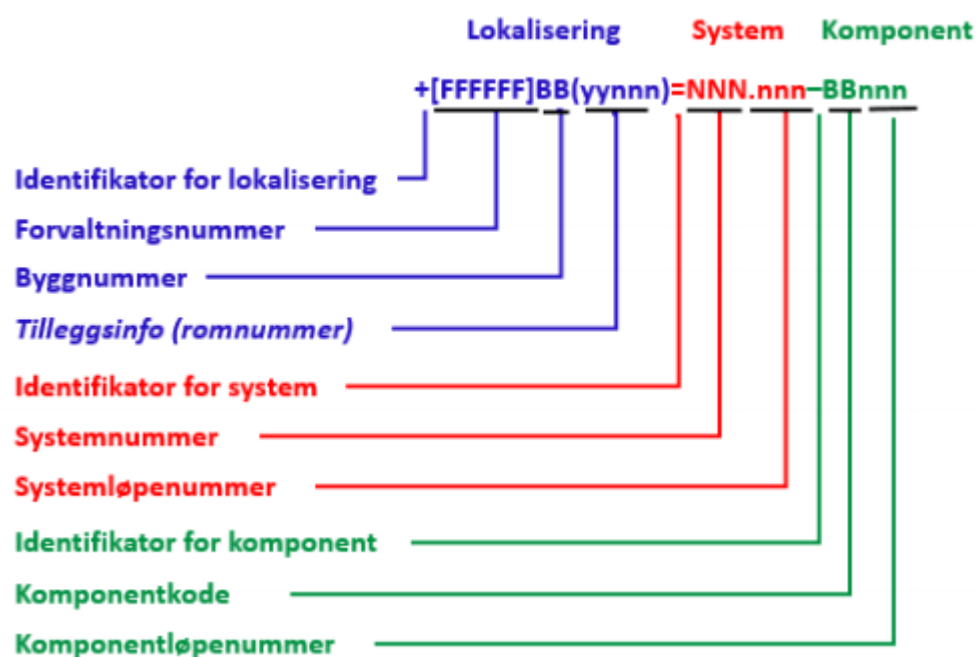 Lokalisering System Komponent
+[FFFFFF]BB(yynnn)=NNN.nnn–BBnnn
Identifikator for lokalisering
Forvaltningsnummer
Byggnummer
Tilleggsinfo (romnummer)
Identifikator for system
Systemnummer
Systemløpenummer
Identifikator for komponent
Komponentkode
Komponentløpenummer